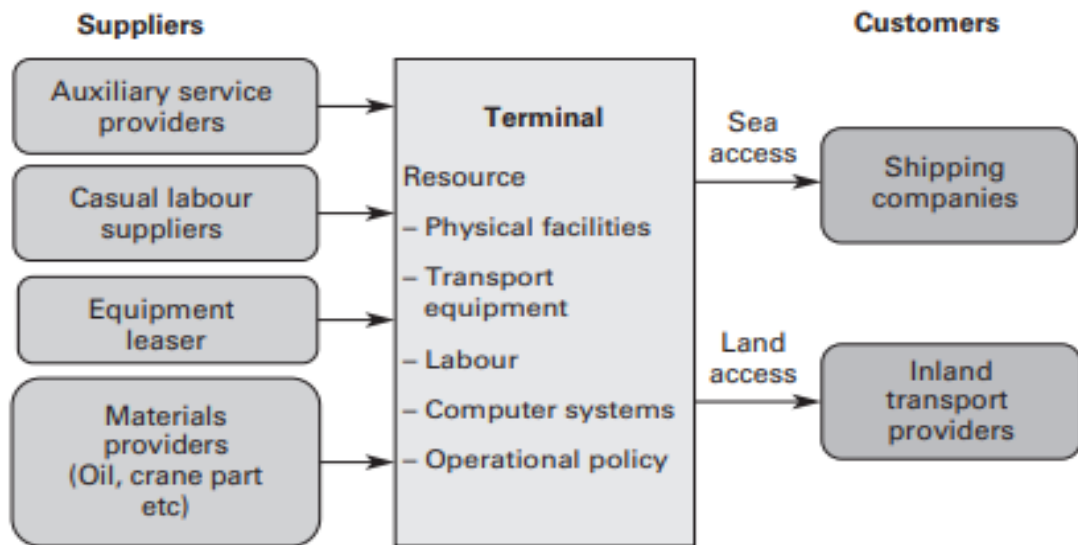 Suppliers
Auxiliary service
providers
Casual labour
suppliers
Equipment
leaser
Materials
providers
(Oil, crane part
etc)
Terminal
Resource
– Physical facilities
– Transport
equipment
– Labour
– Computer systems
– Operational policy
Sea
access
Land
access
Customers
Shipping
companies
Inland
transport
providers